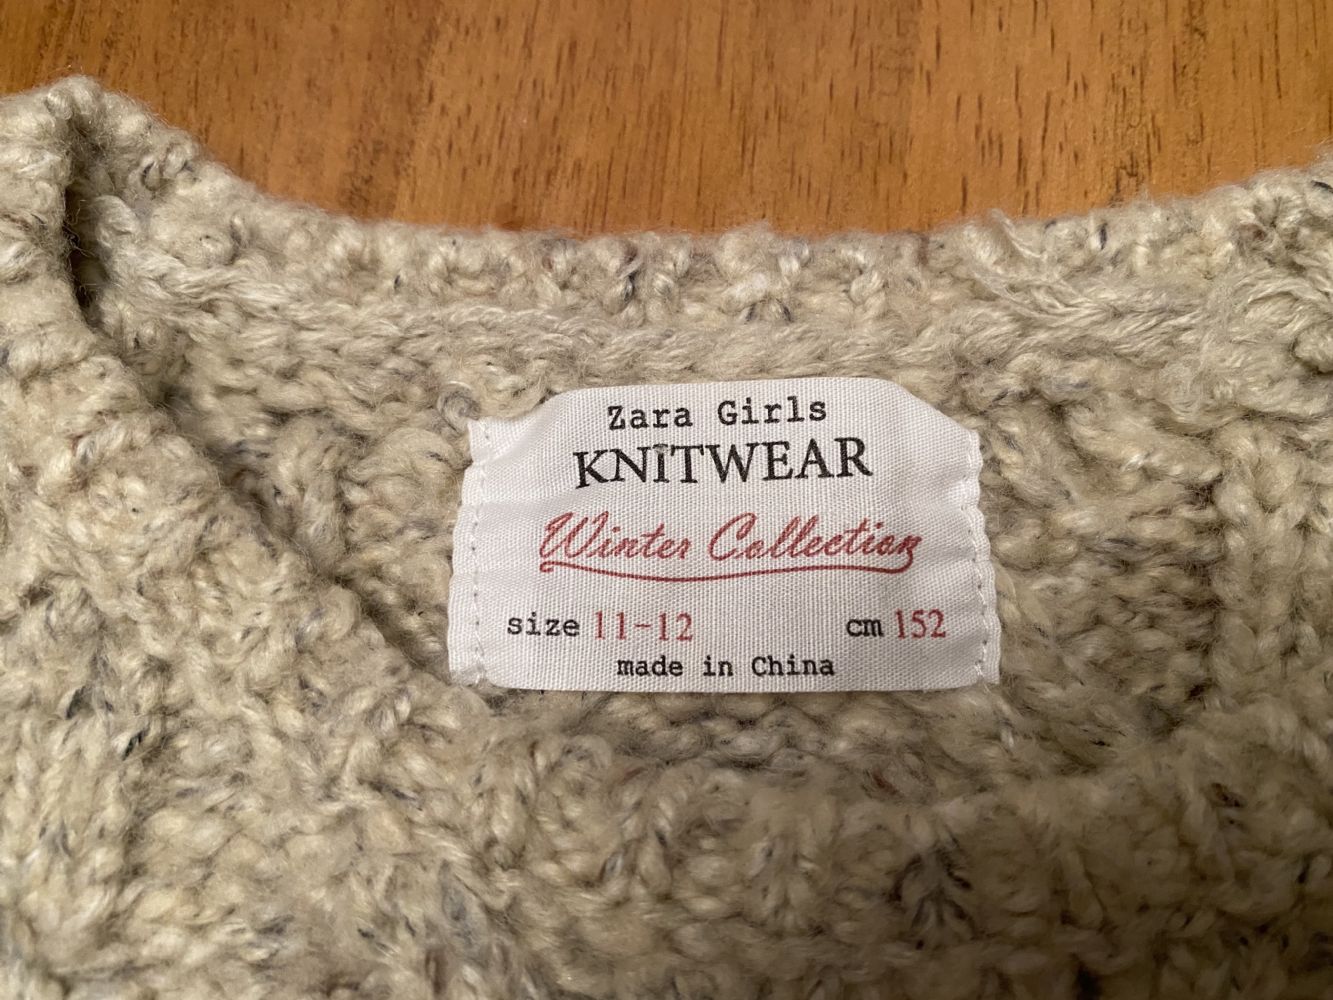 Zara Girls
KNITWEAR
Winter Collection
size 11-12 cm 152
made in China